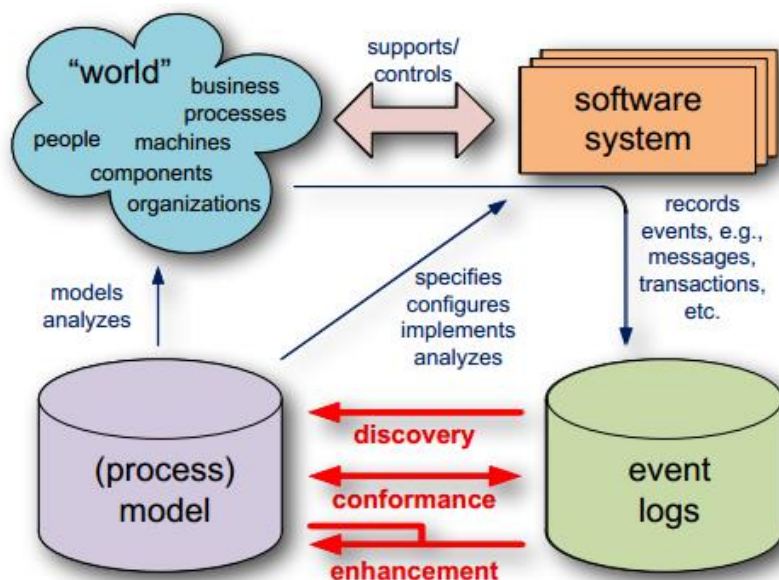 “world”
business
processes
people
machines
components
organizations
supports/
controls
software
system
records
events, e.g.,
messages,
transactions,
etc.
models
analyzes
specifies
configures
implements
analyzes
(process)
model
discovery
conformance
enhancement
event
logs